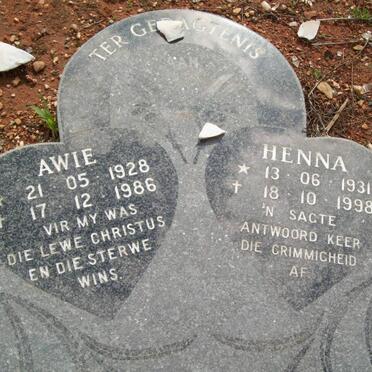 TER GEDAGTENIS
AAN
AWIE
★ 21 · 05 · 1928
✝ 17 · 12 · 1986
VIR MY WAS
DIE LEWE CHRISTUS
EN DIE STERWE
WINS.
HENNA
★ 13 · 06 · 1931
✝ 18 · 10 · 1998
'N SAGTE
ANTWOORD KEER
DIE GRIMMIGHEID
AF.